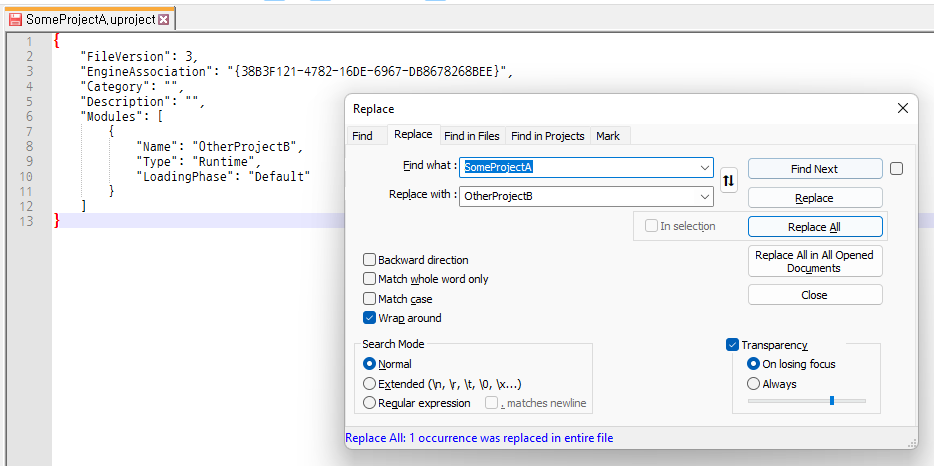 SomeProjectA.uproject
1 {
2 "FileVersion": 3,
3 "EngineAssociation": "{38B3F121-4782-16DE-6967-DB8678268BEE}",
4 "Category": "",
5 "Description": "",
6 "Modules": [
7 {
8 "Name": "OtherProjectB",
9 "Type": "Runtime",
10 "LoadingPhase": "Default"
11 }
12 ]
13 }
Replace
Find Replace Find in Files Find in Projects Mark
Find what : SomeProjectA Find Next
Replace with : OtherProjectB Replace
In selection Replace All
Replace All in All Opened
Documents
Close
Backward direction
Match whole word only
Match case
Wrap around
Search Mode
Normal
Extended (\n, \r, \t, \0, \x...)
Regular expression . matches newline
Transparency
On losing focus
Always
Replace All: 1 occurrence was replaced in entire file